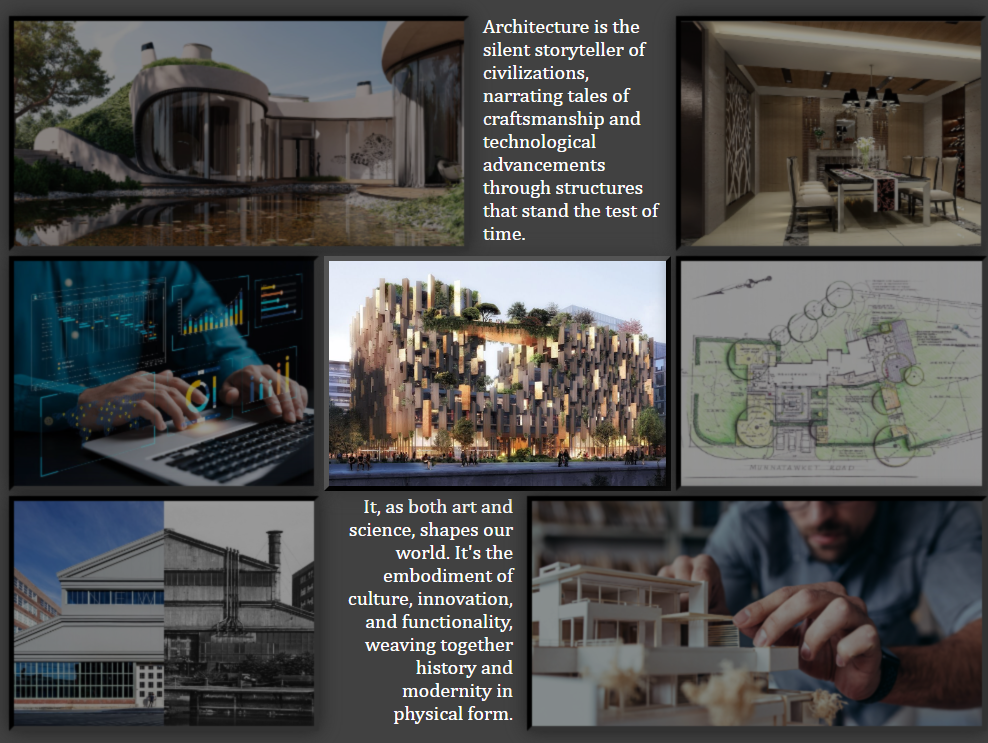 Architecture is the
silent storyteller of
civilizations,
narrating tales of
craftsmanship and
technological
advancements
through structures
that stand the test of
time.
It, as both art and
science, shapes our
world. It's the
embodiment of
culture, innovation,
and functionality,
weaving together
history and
modernity in
physical form.